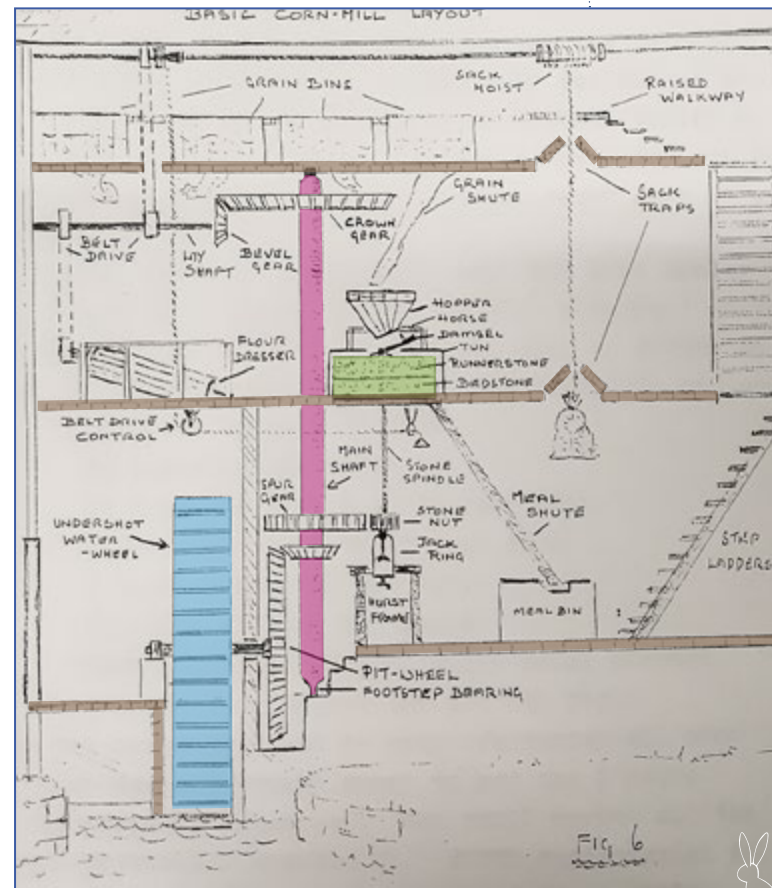 BASIC CORN-MILL LAYOUT
GRAIN BINS
SACK
HOIST
RAISED
WALKWAY
GRAIN
SHUTE
SACK
TRAPS
CROWN
GEAR
BELT
DRIVE
LAY
SHAFT
BEVEL
GEAR
HOPPER
HORSE
DAMSEL
TUN
RUNNERSTONE
BEDSTONE
FLOUR
DRESSER
BELT DRIVE
CONTROL
MAIN
SHAFT
STONE
SPINDLE
SPUR
GEAR
STONE
NUT
MEAL
SHUTE
UNDERSHOT
WATER
-WHEEL
JACK
RING
STEP
LADDERS
HURST
FRAME
MEAL BIN
PIT-WHEEL
FOOTSTEP BEARING
FIG 6